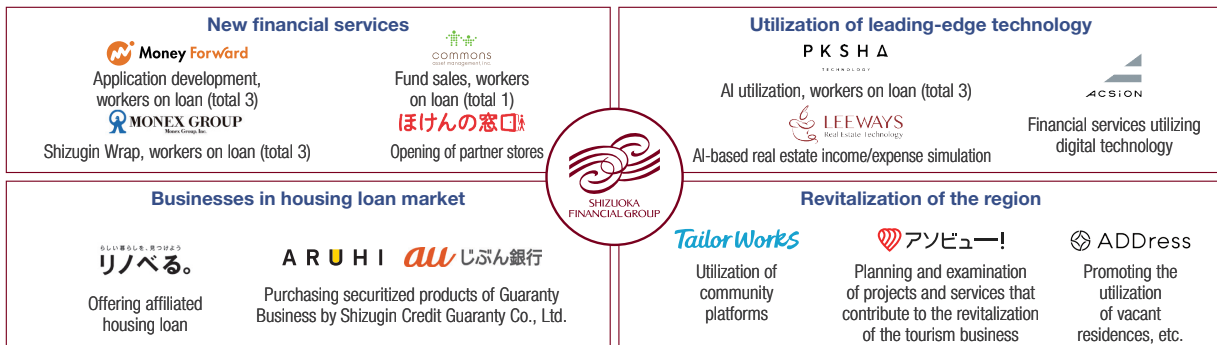 New financial services
Money Forward
Application development,
workers on loan (total 3)
MONEX GROUP
Monex Group, Inc.
Shizugin Wrap, workers on loan (total 3)
commons
asset management, inc.
Fund sales, workers
on loan (total 1)
ほけんの窓口
Opening of partner stores
Utilization of leading-edge technology
PKSHA
TECHNOLOGY
AI utilization, workers on loan (total 3)
LEEWAYS
Real Estate Technology
AI-based real estate income/expense simulation
ACSiON
Financial services utilizing
digital technology
SHIZUOKA
FINANCIAL GROUP
Businesses in housing loan market
らしい暮らしを、見つけよう
リノベる。
Offering affiliated
housing loan
ARUHI
au じぶん銀行
Purchasing securitized products of Guaranty
Business by Shizugin Credit Guaranty Co., Ltd.
Revitalization of the region
Tailor Works
Utilization of
community
platforms
アソビュー!
Planning and examination
of projects and services that
contribute to the revitalization
of the tourism business
ADDress
Promoting the
utilization
of vacant
residences, etc.